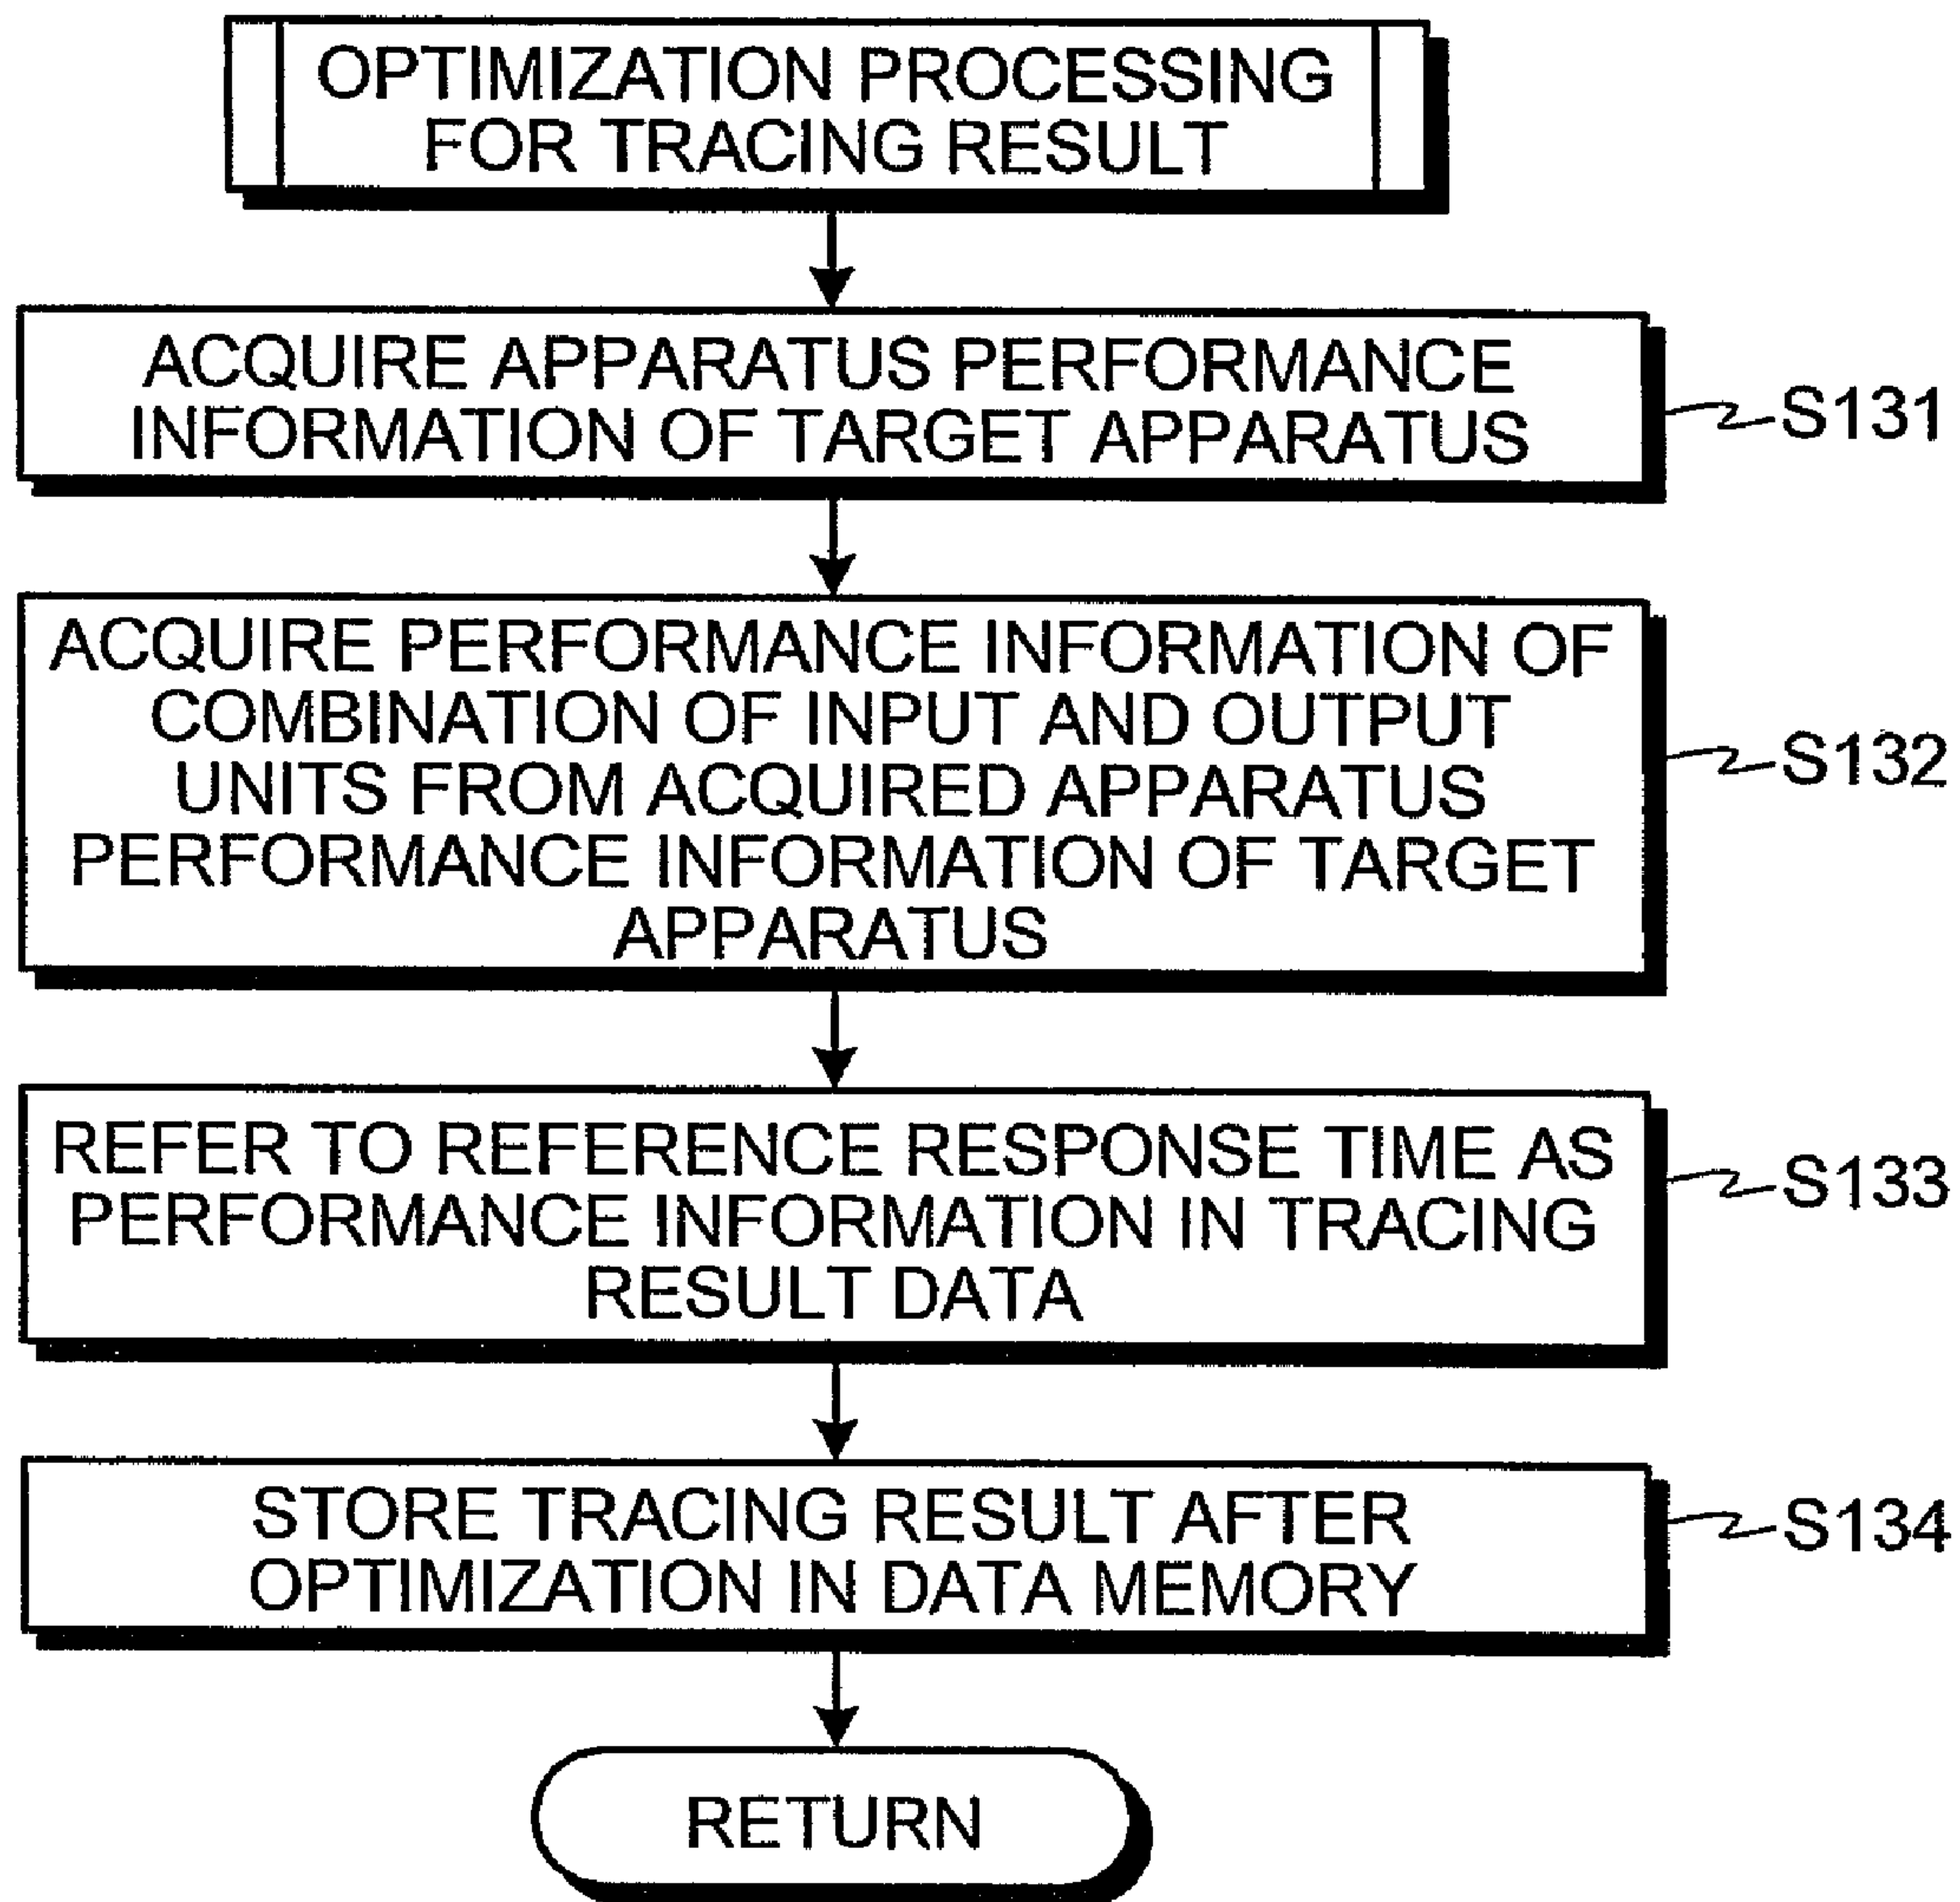 OPTIMIZATION PROCESSING
FOR TRACING RESULT
ACQUIRE APPARATUS PERFORMANCE
INFORMATION OF TARGET APPARATUS
S131
ACQUIRE PERFORMANCE INFORMATION OF
COMBINATION OF INPUT AND OUTPUT
UNITS FROM ACQUIRED APPARATUS
PERFORMANCE INFORMATION OF TARGET
APPARATUS
S132
REFER TO REFERENCE RESPONSE TIME AS
PERFORMANCE INFORMATION IN TRACING
RESULT DATA
S133
STORE TRACING RESULT AFTER
OPTIMIZATION IN DATA MEMORY
S134
RETURN